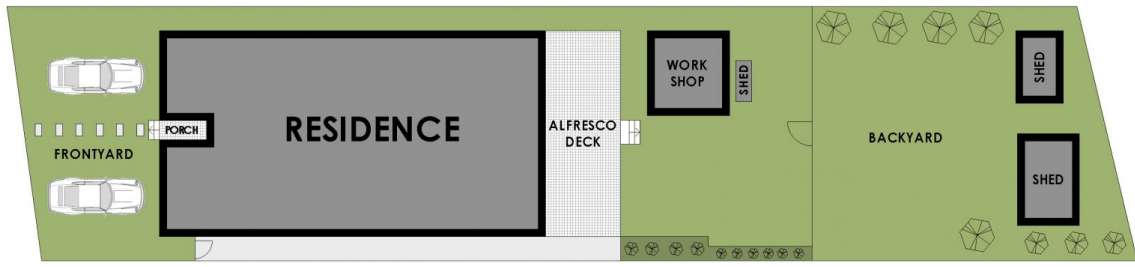 PORCH
FRONTYARD
RESIDENCE
ALFRESCO
DECK
WORK
SHOP
SHED
BACKYARD
SHED
SHED